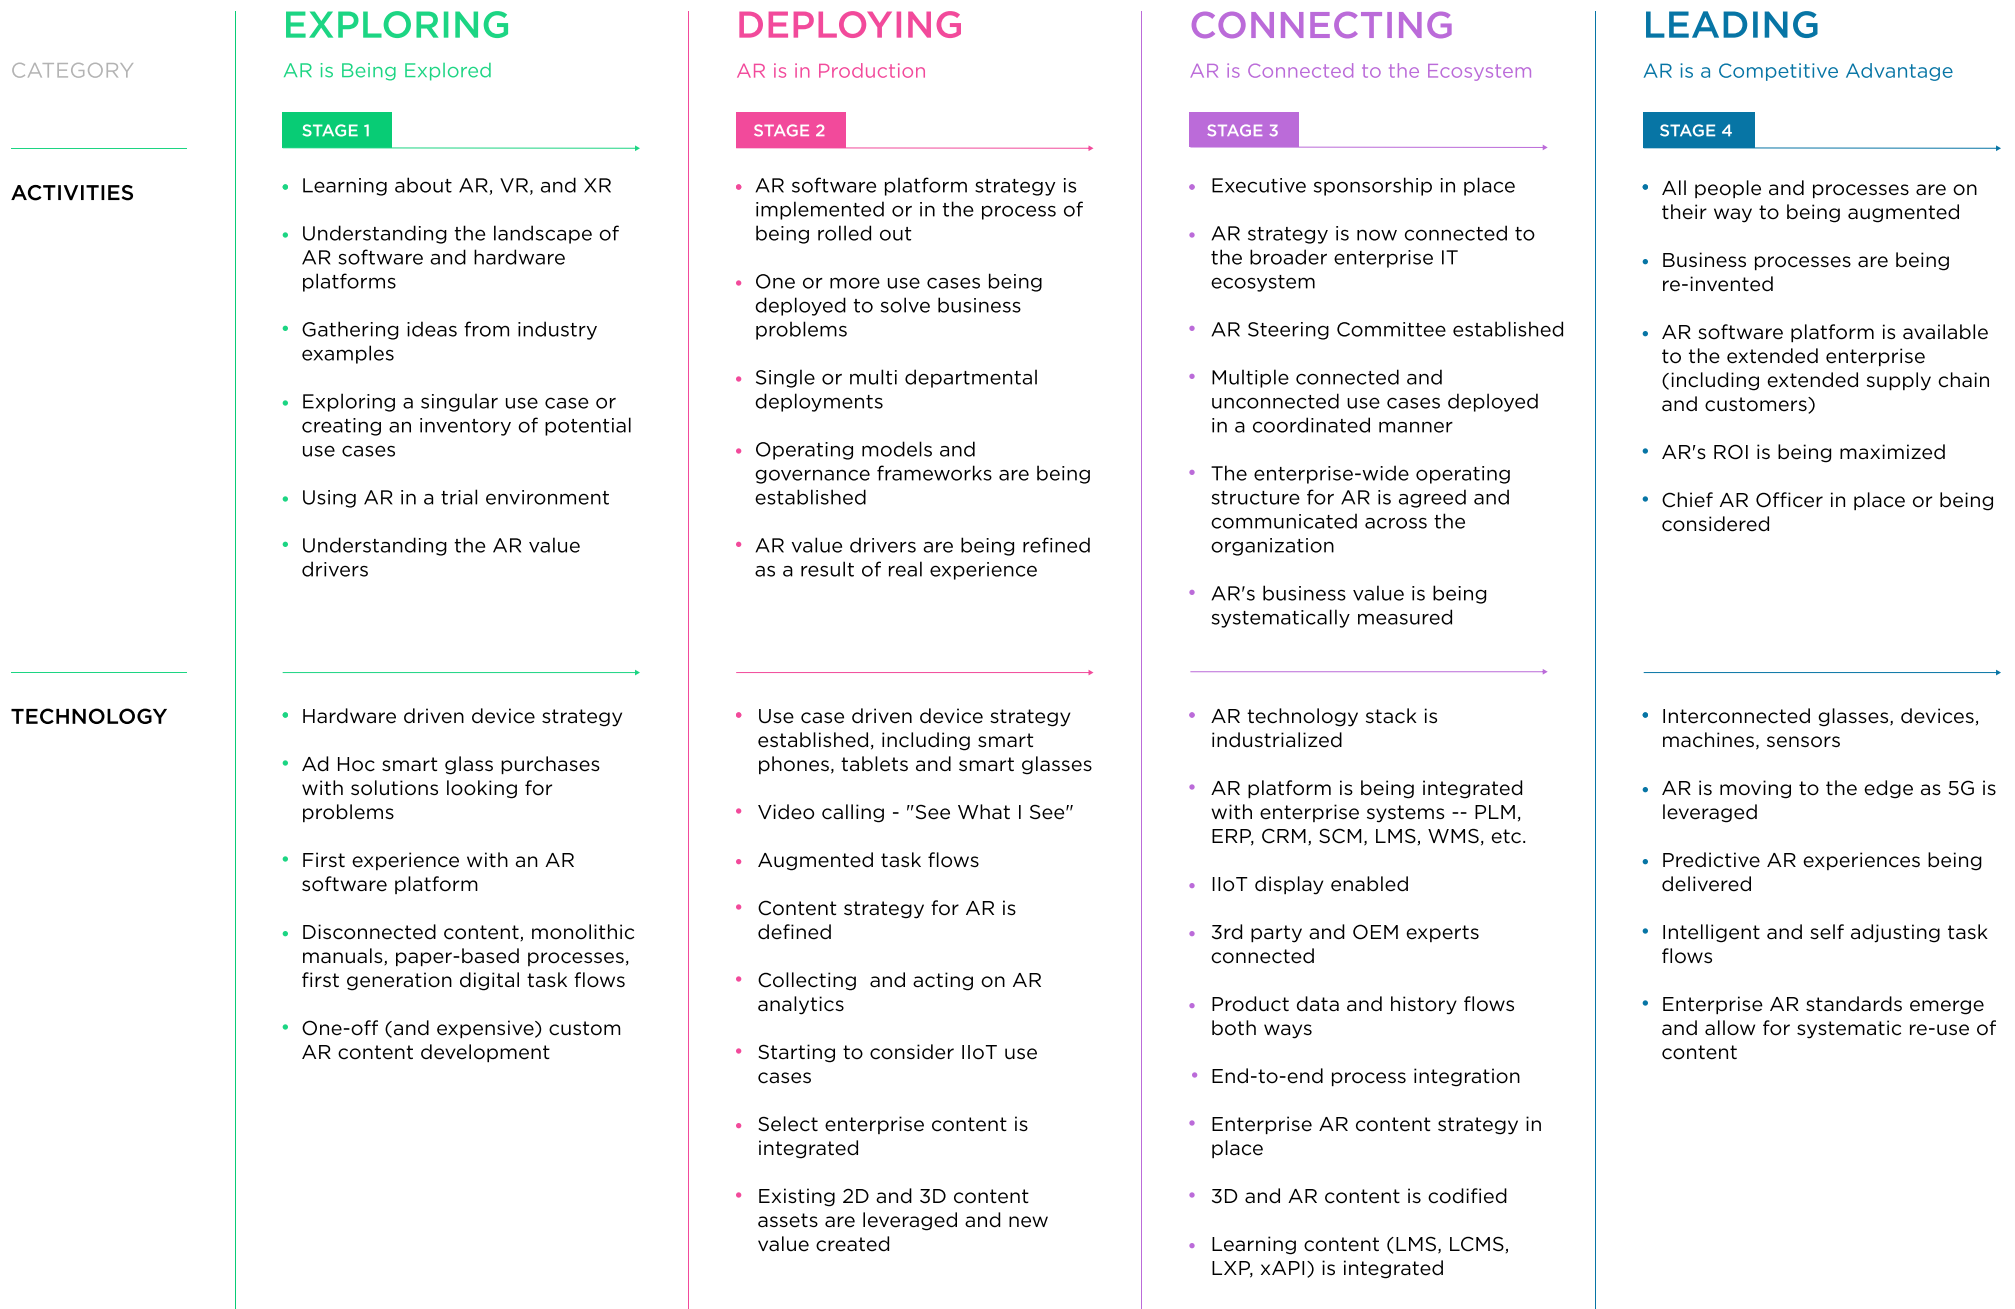 CATEGORY
EXPLORING
AR is Being Explored
STAGE 1
DEPLOYING
AR is in Production
STAGE 2
CONNECTING
AR is Connected to the Ecosystem
STAGE 3
LEADING
AR is a Competitive Advantage
STAGE 4
ACTIVITIES
• Learning about AR, VR, and XR
• Understanding the landscape of
AR software and hardware
platforms
• Gathering ideas from industry
examples
• Exploring a singular use case or
creating an inventory of potential
use cases
• Using AR in a trial environment
• Understanding the AR value
drivers
• AR software platform strategy is
implemented or in the process of
being rolled out
• One or more use cases being
deployed to solve business
problems
• Single or multi departmental
deployments
• Operating models and
governance frameworks are being
established
• AR value drivers are being refined
as a result of real experience
• Executive sponsorship in place
• AR strategy is now connected to
the broader enterprise IT
ecosystem
• AR Steering Committee established
• Multiple connected and
unconnected use cases deployed
in a coordinated manner
• The enterprise-wide operating
structure for AR is agreed and
communicated across the
organization
• AR's business value is being
systematically measured
• All people and processes are on
their way to being augmented
• Business processes are being
re-invented
• AR software platform is available
to the extended enterprise
(including extended supply chain
and customers)
• AR's ROI is being maximized
• Chief AR Officer in place or being
considered
TECHNOLOGY
• Hardware driven device strategy
• Ad Hoc smart glass purchases
with solutions looking for
problems
• First experience with an AR
software platform
• Disconnected content, monolithic
manuals, paper-based processes,
first generation digital task flows
• One-off (and expensive) custom
AR content development
• Use case driven device strategy
established, including smart
phones, tablets and smart glasses
• Video calling - "See What I See"
• Augmented task flows
• Content strategy for AR is
defined
• Collecting  and acting on AR
analytics
• Starting to consider IIoT use
cases
• Select enterprise content is
integrated
• Existing 2D and 3D content
assets are leveraged and new
value created
• AR technology stack is
industrialized
• AR platform is being integrated
with enterprise systems -- PLM,
ERP, CRM, SCM, LMS, WMS, etc.
• IIoT display enabled
• 3rd party and OEM experts
connected
• Product data and history flows
both ways
• End-to-end process integration
• Enterprise AR content strategy in
place
• 3D and AR content is codified
• Learning content (LMS, LCMS,
LXP, xAPI) is integrated
• Interconnected glasses, devices,
machines, sensors
• AR is moving to the edge as 5G is
leveraged
• Predictive AR experiences being
delivered
• Intelligent and self adjusting task
flows
• Enterprise AR standards emerge
and allow for systematic re-use of
content